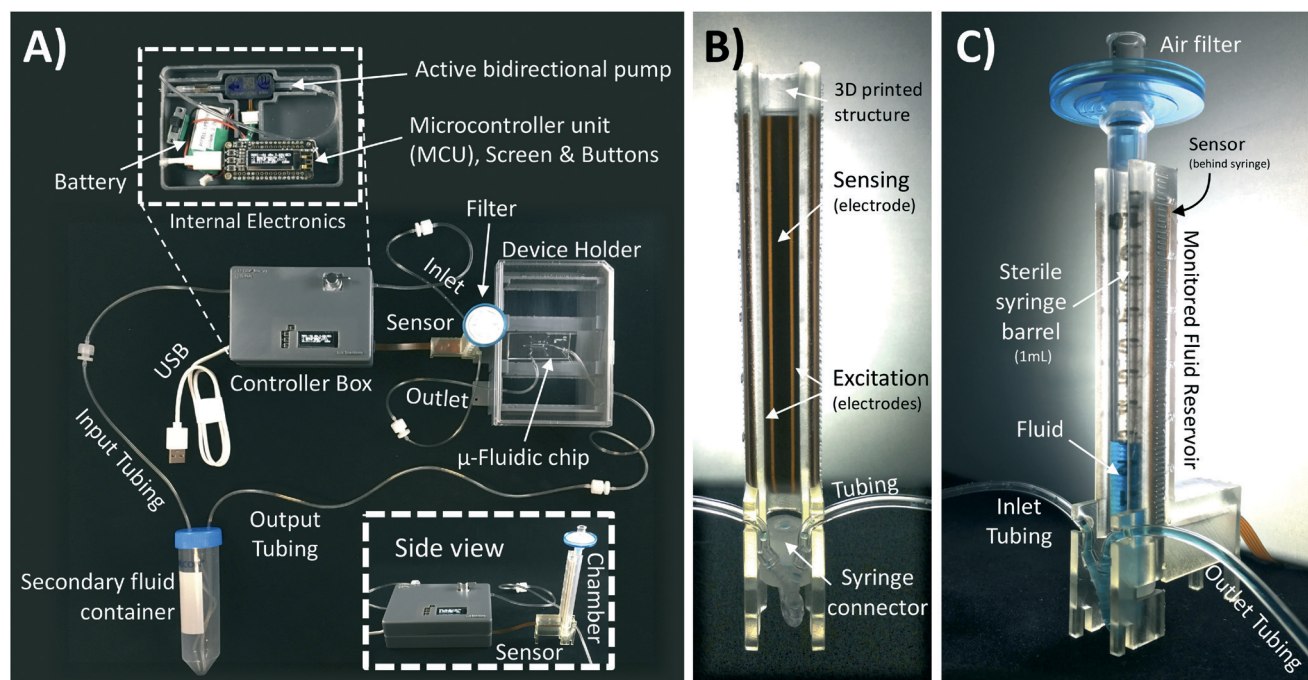 A)
Active bidirectional pump
Microcontroller unit
(MCU), Screen & Buttons
Battery
Internal Electronics
Filter
Device Holder
Inlet
Sensor
USB
Controller Box
Outlet
μ-Fluidic chip
Input Tubing
Output
Tubing
Secondary fluid
container
Side view
Chamber
Sensor
B)
3D printed
structure
Sensing
(electrode)
Excitation
(electrodes)
Tubing
Syringe
connector
C)
Air filter
Sensor
(behind syringe)
Sterile
syringe
barrel
(1mL)
Monitored Fluid Reservoir
Fluid
Inlet
Tubing
Outlet Tubing